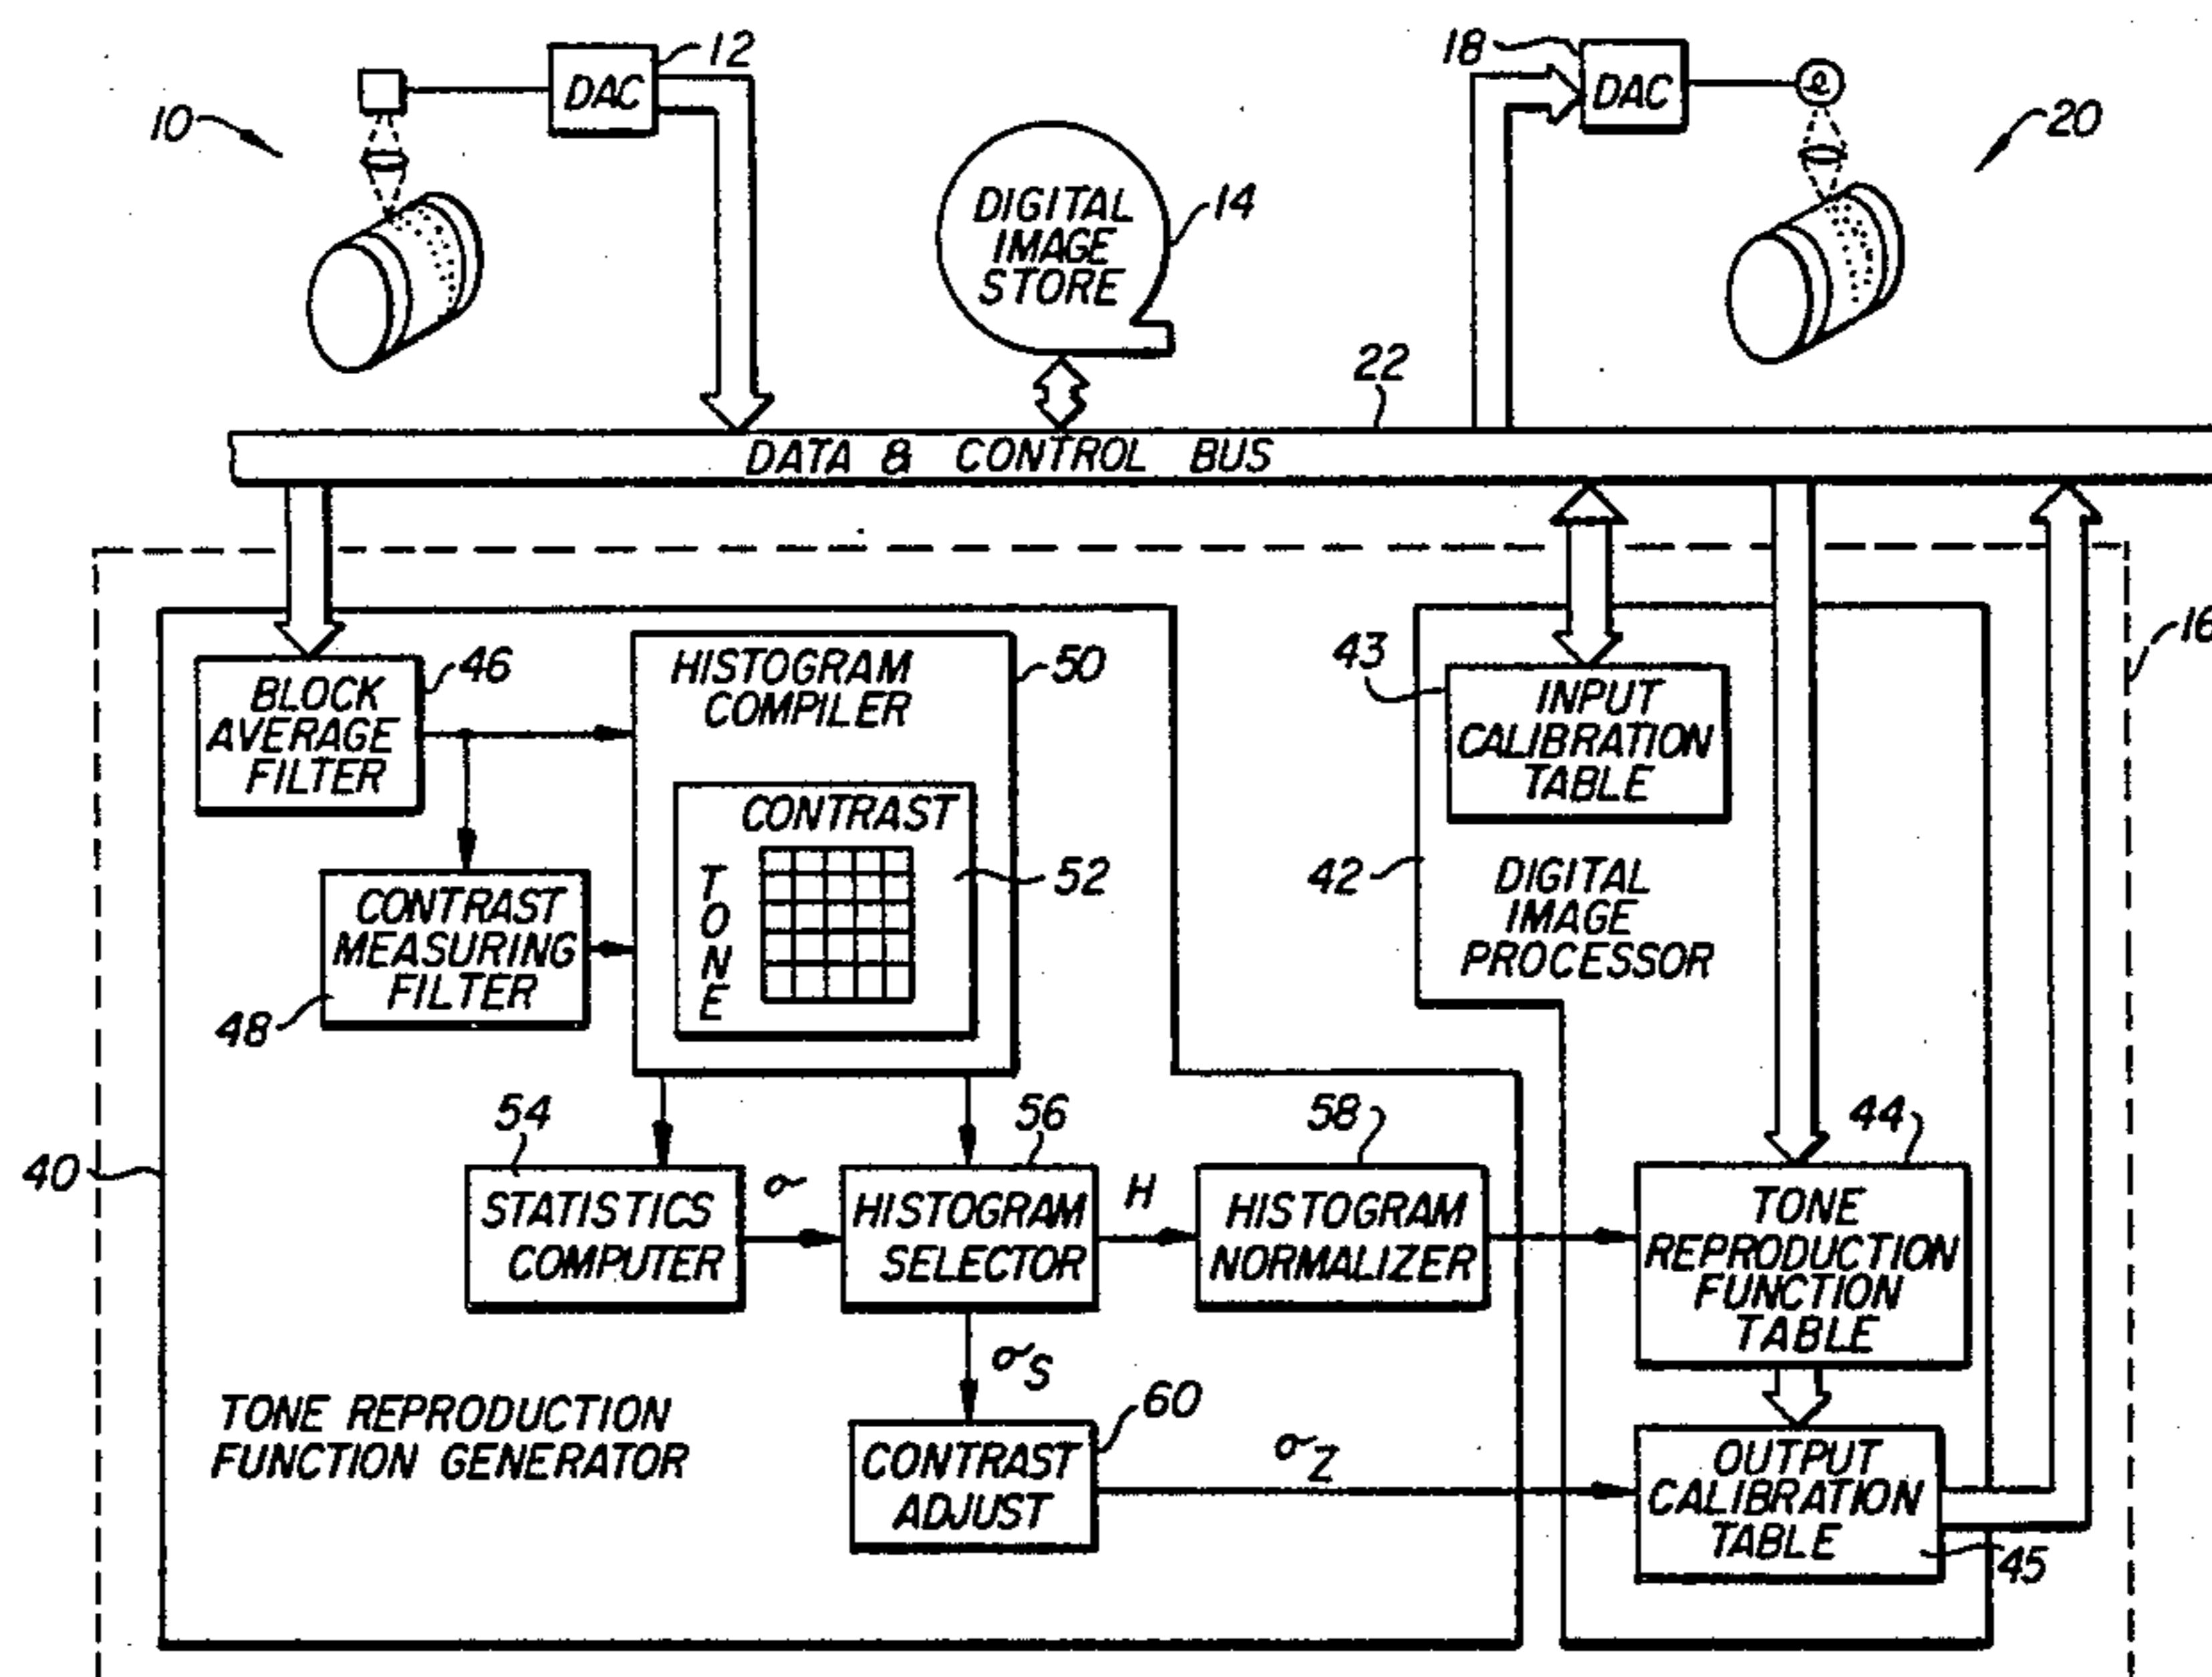 12
DAC
10
18
DAC
20
DIGITAL
IMAGE
STORE
14
22
DATA & CONTROL BUS
16
46
BLOCK
AVERAGE
FILTER
HISTOGRAM
COMPILER
50
CONTRAST
TONE
52
CONTRAST
MEASURING
FILTER
48
43
INPUT
CALIBRATION
TABLE
42
DIGITAL
IMAGE
PROCESSOR
54
STATISTICS
COMPUTER
σ
56
HISTOGRAM
SELECTOR
H
58
HISTOGRAM
NORMALIZER
44
TONE
REPRODUCTION
FUNCTION
TABLE
40
σS
TONE REPRODUCTION
FUNCTION GENERATOR
60
CONTRAST
ADJUST
σZ
OUTPUT
CALIBRATION
TABLE
45